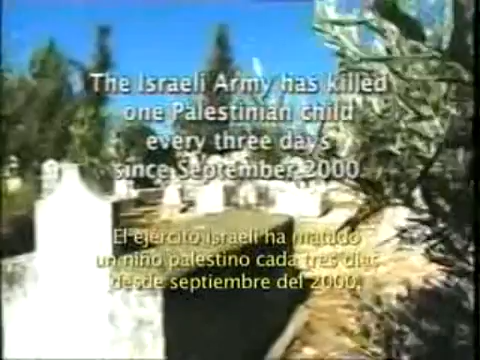 The Israeli Army has killed
one Palestinian child
every three days
since September 2000.
El ejército israelí ha matado
un niño palestino cada tres días
desde septiembre del 2000.